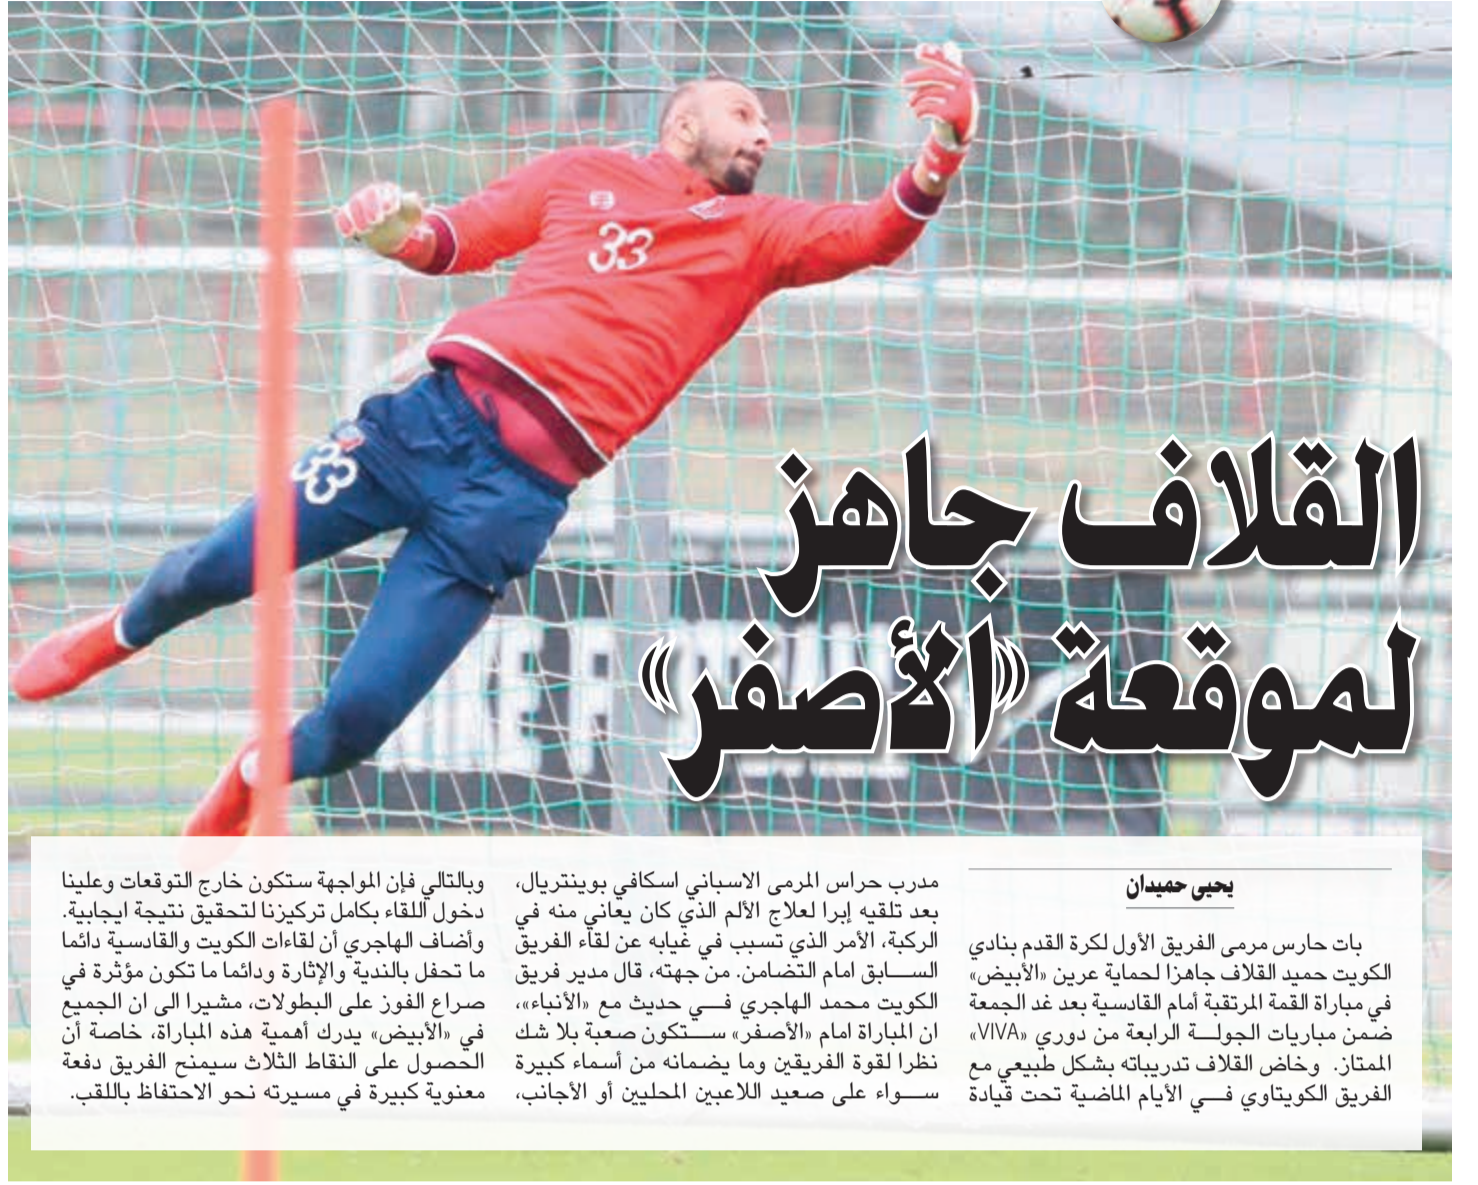 33
33
القلاف جاهز
لموقعة «الأصفر»
يحيى حميدان
بات حارس مرمى الفريق الأول لكرة القدم بنادي
الكويت حميد القلاف جاهزا لحماية عرين «الأبيض»
في مباراة القمة المرتقبة أمام القادسية بعد غد الجمعة
ضمن مباريات الجولة الرابعة من دوري «VIVA»
الممتاز. وخاض القلاف تدريباته بشكل طبيعي مع
الفريق الكويتاوي في الأيام الماضية تحت قيادة
مدرب حراس المرمى الاسباني اسكافي بوينتريال،
بعد تلقيه إبرا لعلاج الألم الذي كان يعاني منه في
الركبة، الأمر الذي تسبب في غيابه عن لقاء الفريق
السابق امام التضامن. من جهته، قال مدير فريق
الكويت محمد الهاجري في حديث مع «الأنباء»،
ان المباراة امام «الأصفر» ستكون صعبة بلا شك
نظرا لقوة الفريقين وما يضمانه من أسماء كبيرة
سواء على صعيد اللاعبين المحليين أو الأجانب،
وبالتالي فإن المواجهة ستكون خارج التوقعات وعلينا
دخول اللقاء بكامل تركيزنا لتحقيق نتيجة ايجابية.
وأضاف الهاجري أن لقاءات الكويت والقادسية دائما
ما تحفل بالندية والإثارة ودائما ما تكون مؤثرة في
صراع الفوز على البطولات، مشيرا الى ان الجميع
في «الأبيض» يدرك أهمية هذه المباراة، خاصة أن
الحصول على النقاط الثلاث سيمنح الفريق دفعة
معنوية كبيرة في مسيرته نحو الاحتفاظ باللقب.